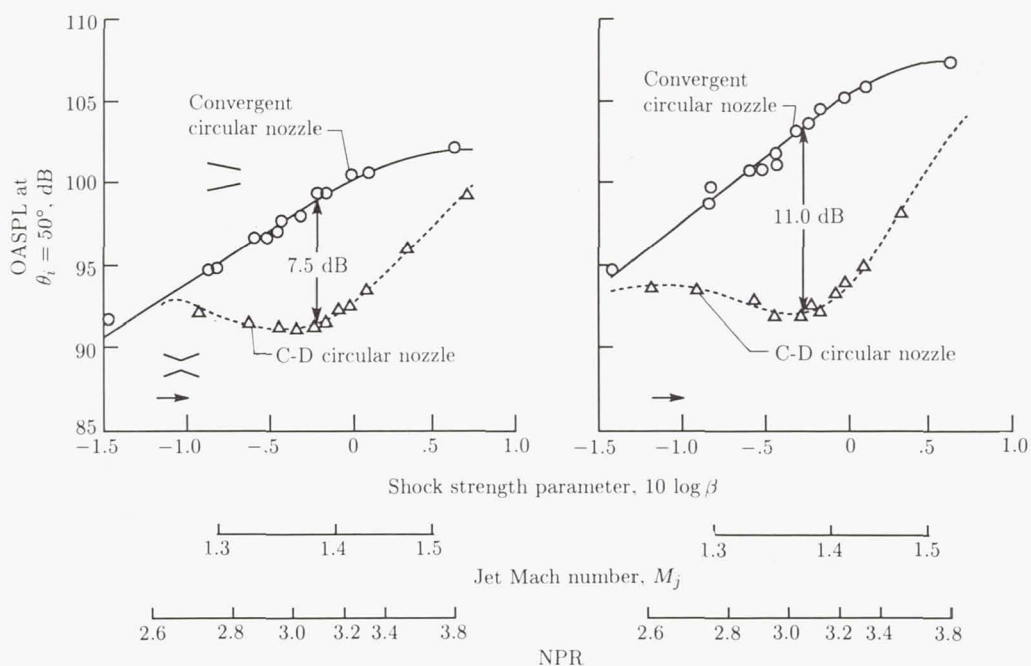 110
105
100
95
90
85
OASPL at
θi = 50°, dB
Convergent
circular nozzle
7.5 dB
C-D circular nozzle
−1.5 −1.0 −.5 0 .5 1.0
Convergent
circular nozzle
11.0 dB
C-D circular nozzle
−1.5 −1.0 −.5 0 .5 1.0
Shock strength parameter, 10 log β
1.3 1.4 1.5
1.3 1.4 1.5
Jet Mach number, Mj
2.6 2.8 3.0 3.2 3.4 3.8
2.6 2.8 3.0 3.2 3.4 3.8
NPR